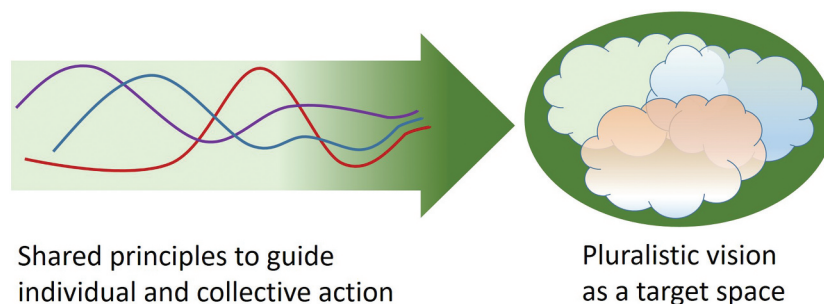 Shared principles to guide
individual and collective action
Pluralistic vision
as a target space